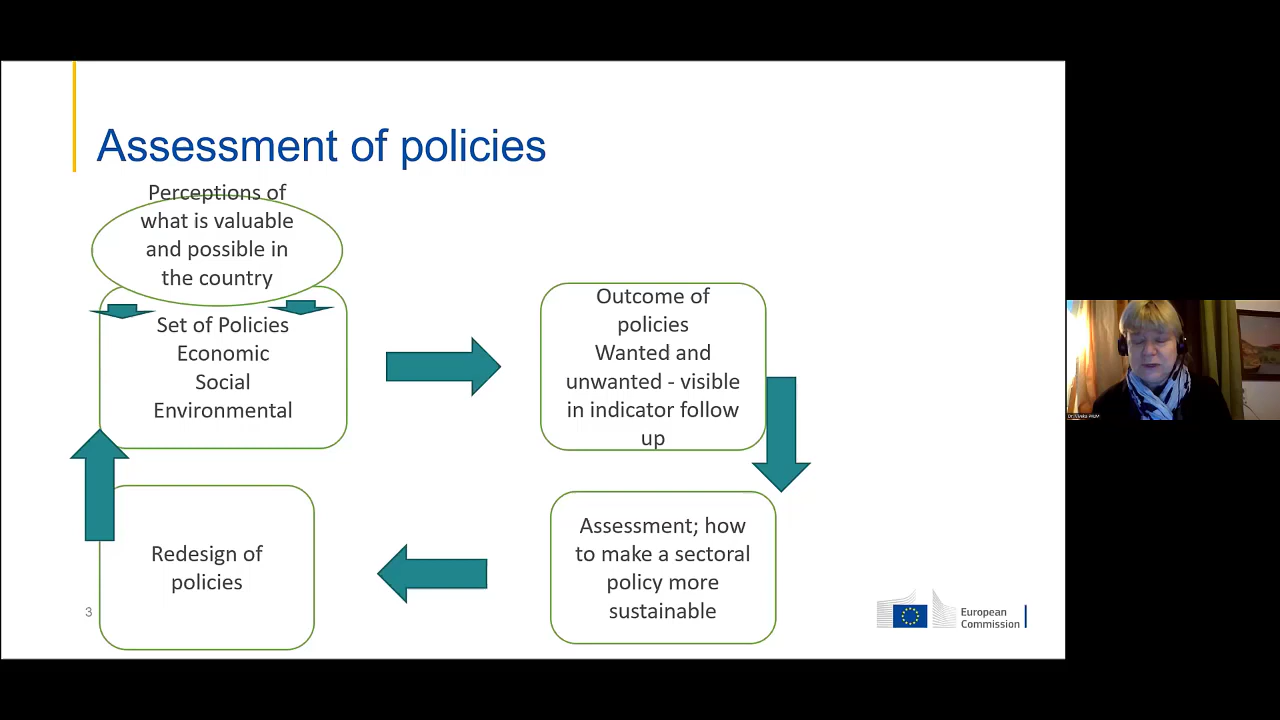 Assessment of policies
Perceptions of
what is valuable
and possible in
the country
Set of Policies
Economic
Social
Environmental
Outcome of
policies
Wanted and
unwanted - visible
in indicator follow
up
Assessment; how
to make a sectoral
policy more
sustainable
Redesign of
policies
3
European
Commission